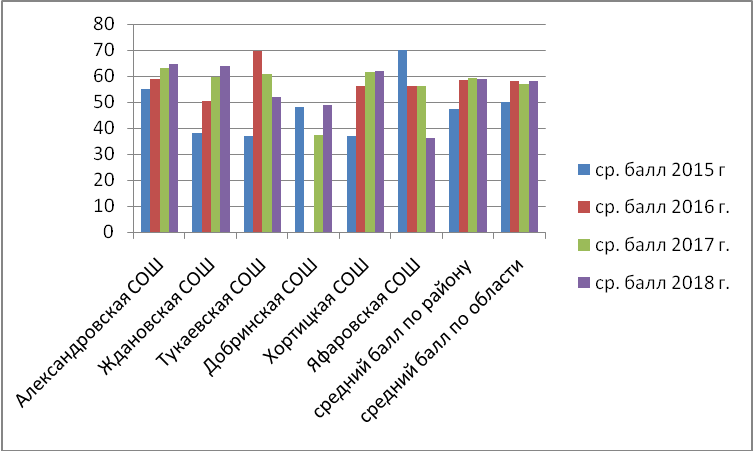 80
70
60
50
40
30
20
10
0
Александровская СОШ
Ждановская СОШ
Тукаевская СОШ
Добринская СОШ
Хортицкая СОШ
Яфаровская СОШ
средний балл по району
средний балл по области
ср. балл 2015 г
ср. балл 2016 г.
ср. балл 2017 г.
ср. балл 2018 г.